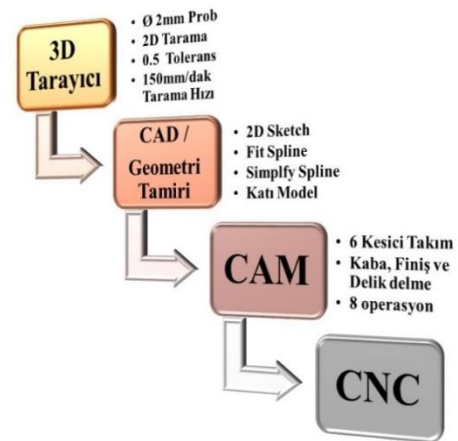 3D
Tarayıcı
• Ø 2mm Prob
• 2D Tarama
• 0.5 Tolerans
• 150mm/dak
Tarama Hızı
CAD /
Geometri
Tamiri
• 2D Sketch
• Fit Spline
• Simplfy Spline
• Katı Model
CAM
• 6 Kesici Takım
• Kaba, Finiş ve
Delik delme
• 8 operasyon
CNC